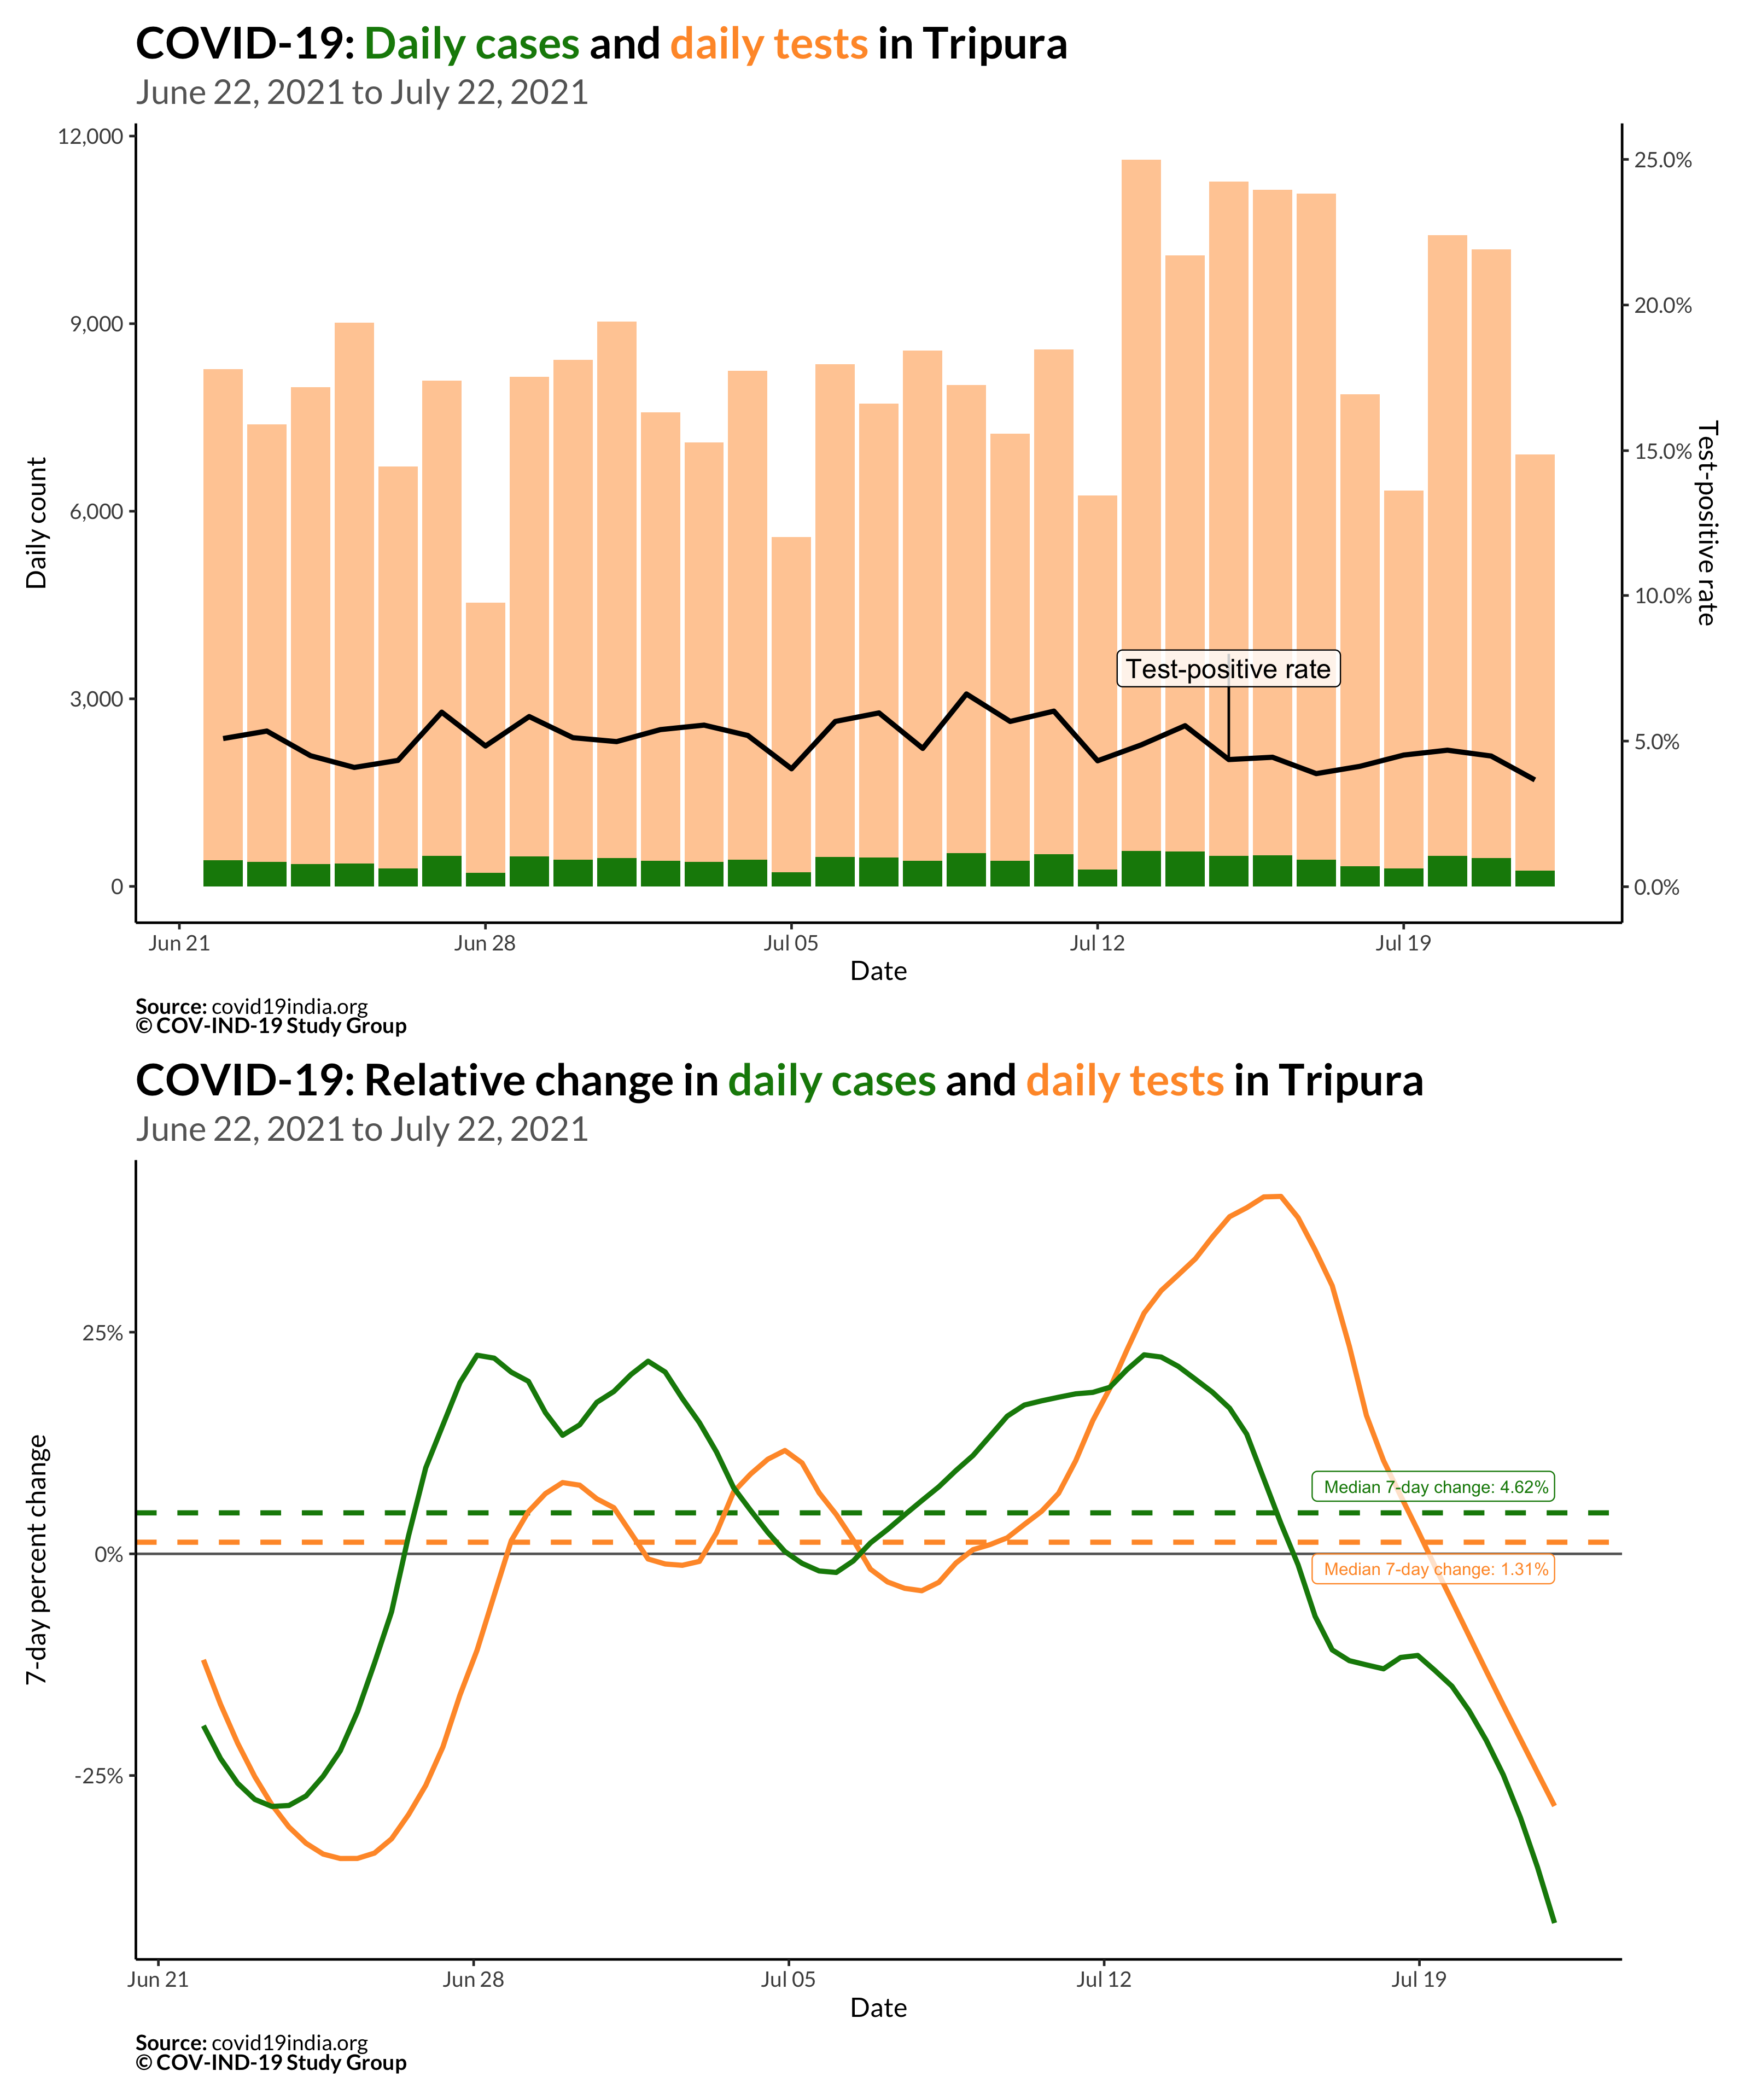 COVID-19: Daily cases and daily tests in Tripura
June 22, 2021 to July 22, 2021
12,000
9,000
6,000
3,000
0
Daily count
25.0%
20.0%
15.0%
10.0%
5.0%
0.0%
Test-positive rate
Test-positive rate
Jun 21
Jun 28
Jul 05
Jul 12
Jul 19
Date
Source: covid19india.org
© COV-IND-19 Study Group
COVID-19: Relative change in daily cases and daily tests in Tripura
June 22, 2021 to July 22, 2021
25%
0%
-25%
7-day percent change
Median 7-day change: 4.62%
Median 7-day change: 1.31%
Jun 21
Jun 28
Jul 05
Jul 12
Jul 19
Date
Source: covid19india.org
© COV-IND-19 Study Group